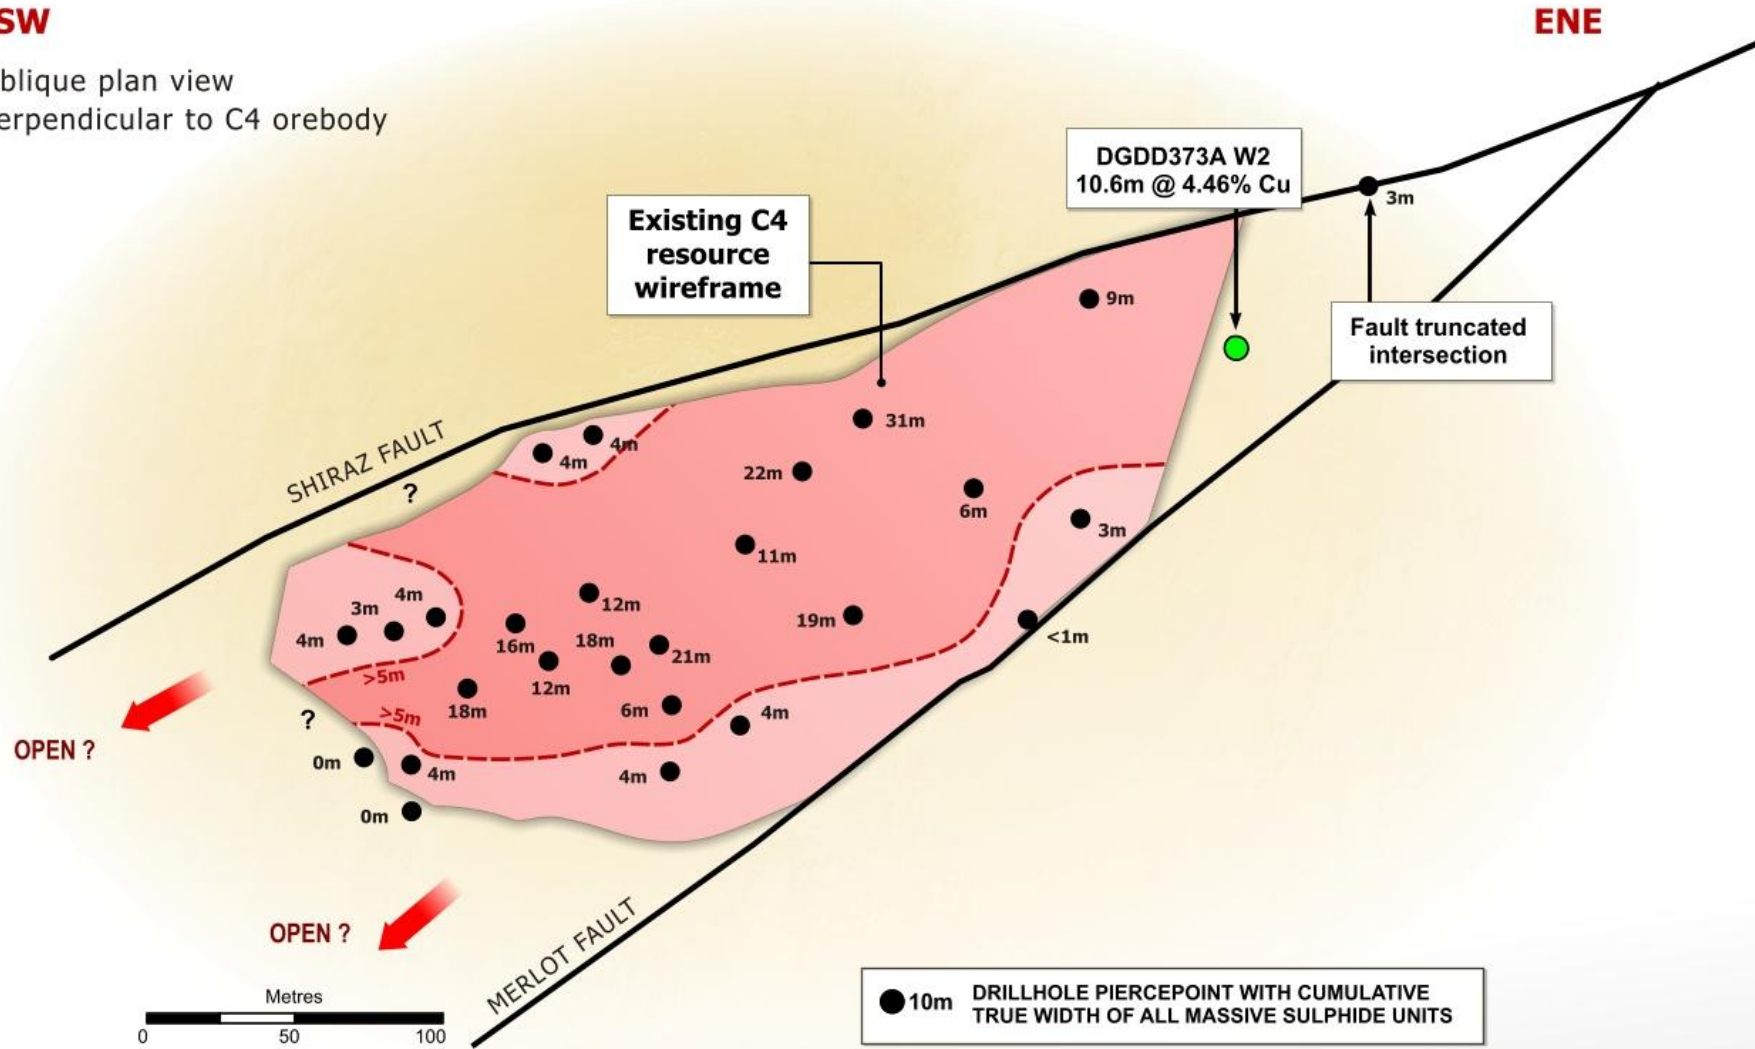 SW
ENE
blique plan view
erpendicular to C4 orebody
DGDD373A W2
10.6m @ 4.46% Cu
3m
Existing C4
resource
wireframe
9m
Fault truncated
intersection
SHIRAZ FAULT
4m
4m
31m
22m
?
6m
3m
11m
4m
3m
12m
4m
16m
18m
19m
<1m
21m
>5m
12m
18m
>5m
6m
4m
?
OPEN ?
0m
4m
4m
0m
OPEN ?
MERLOT FAULT
Metres
0
50
100
10m
DRILLHOLE PIERCEPOINT WITH CUMULATIVE
TRUE WIDTH OF ALL MASSIVE SULPHIDE UNITS